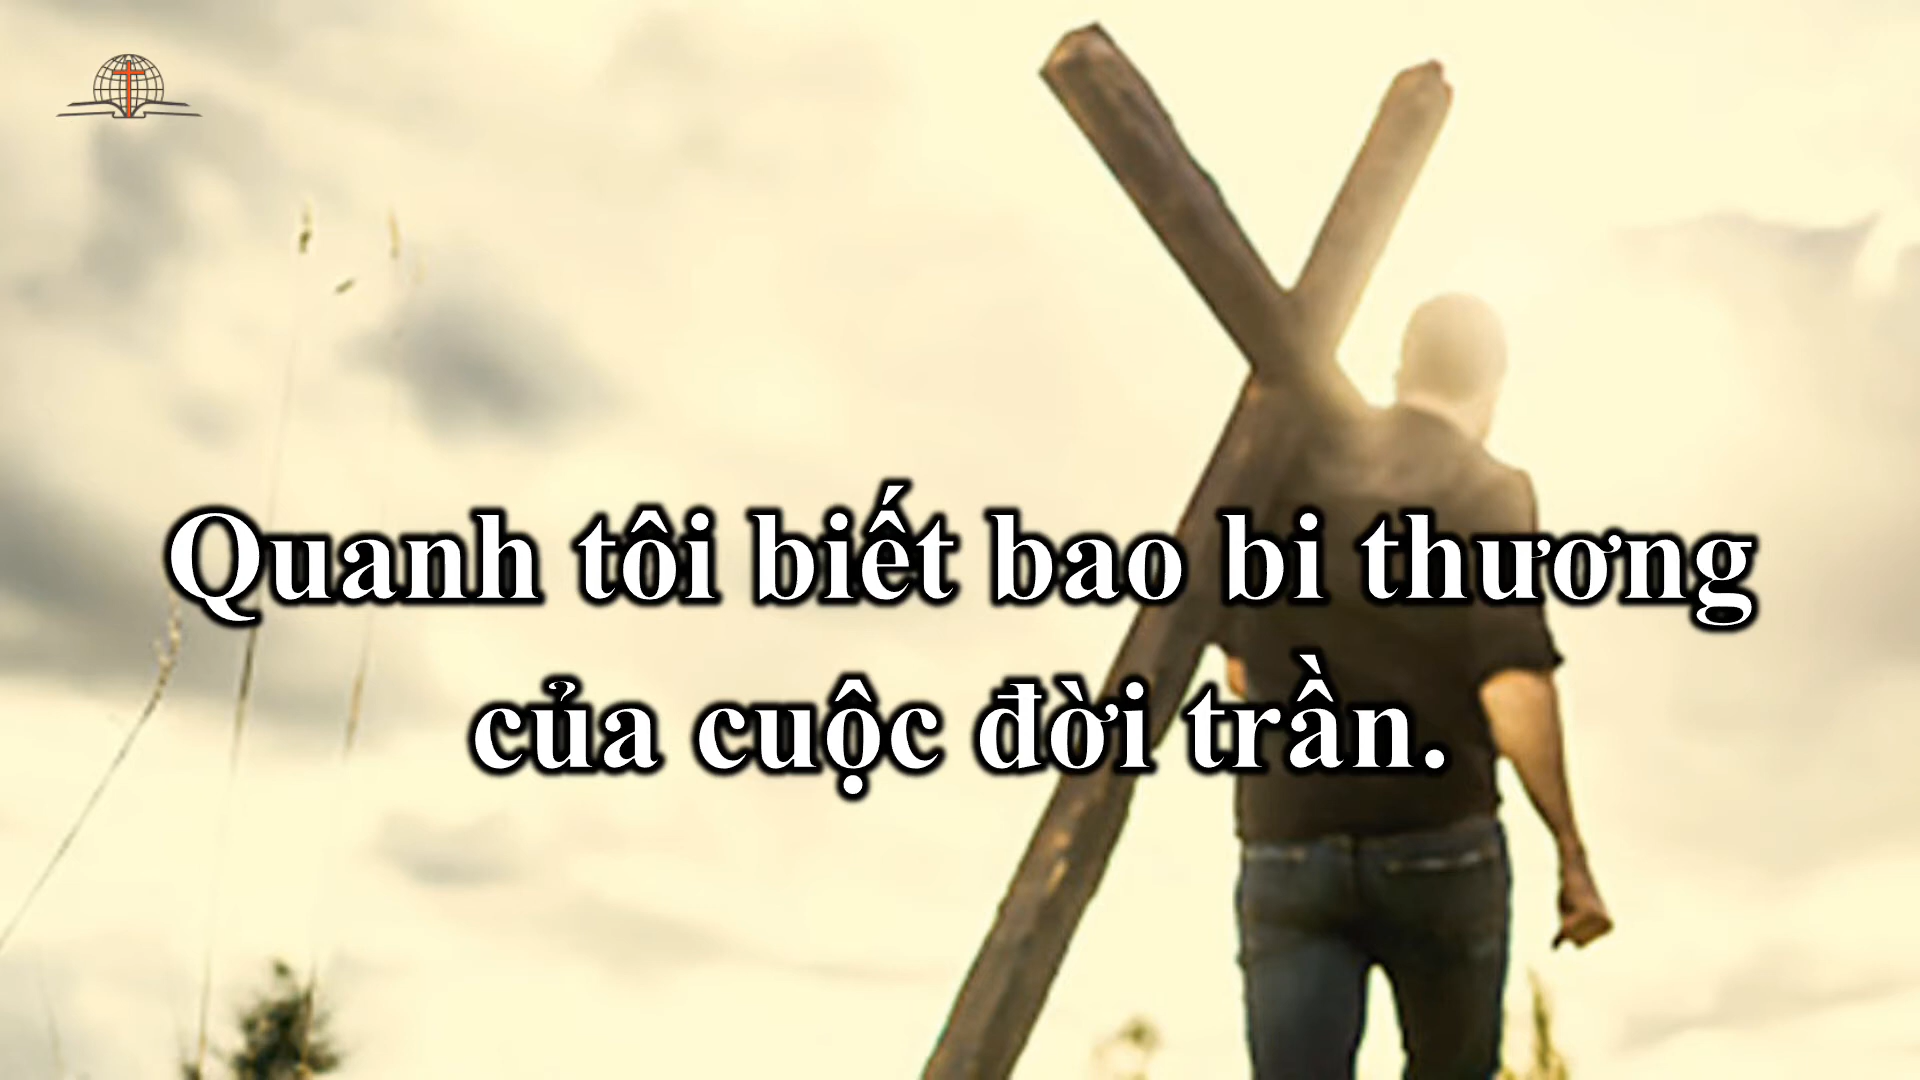 Quanh tôi biết bao bi thương
của cuộc đời trần.